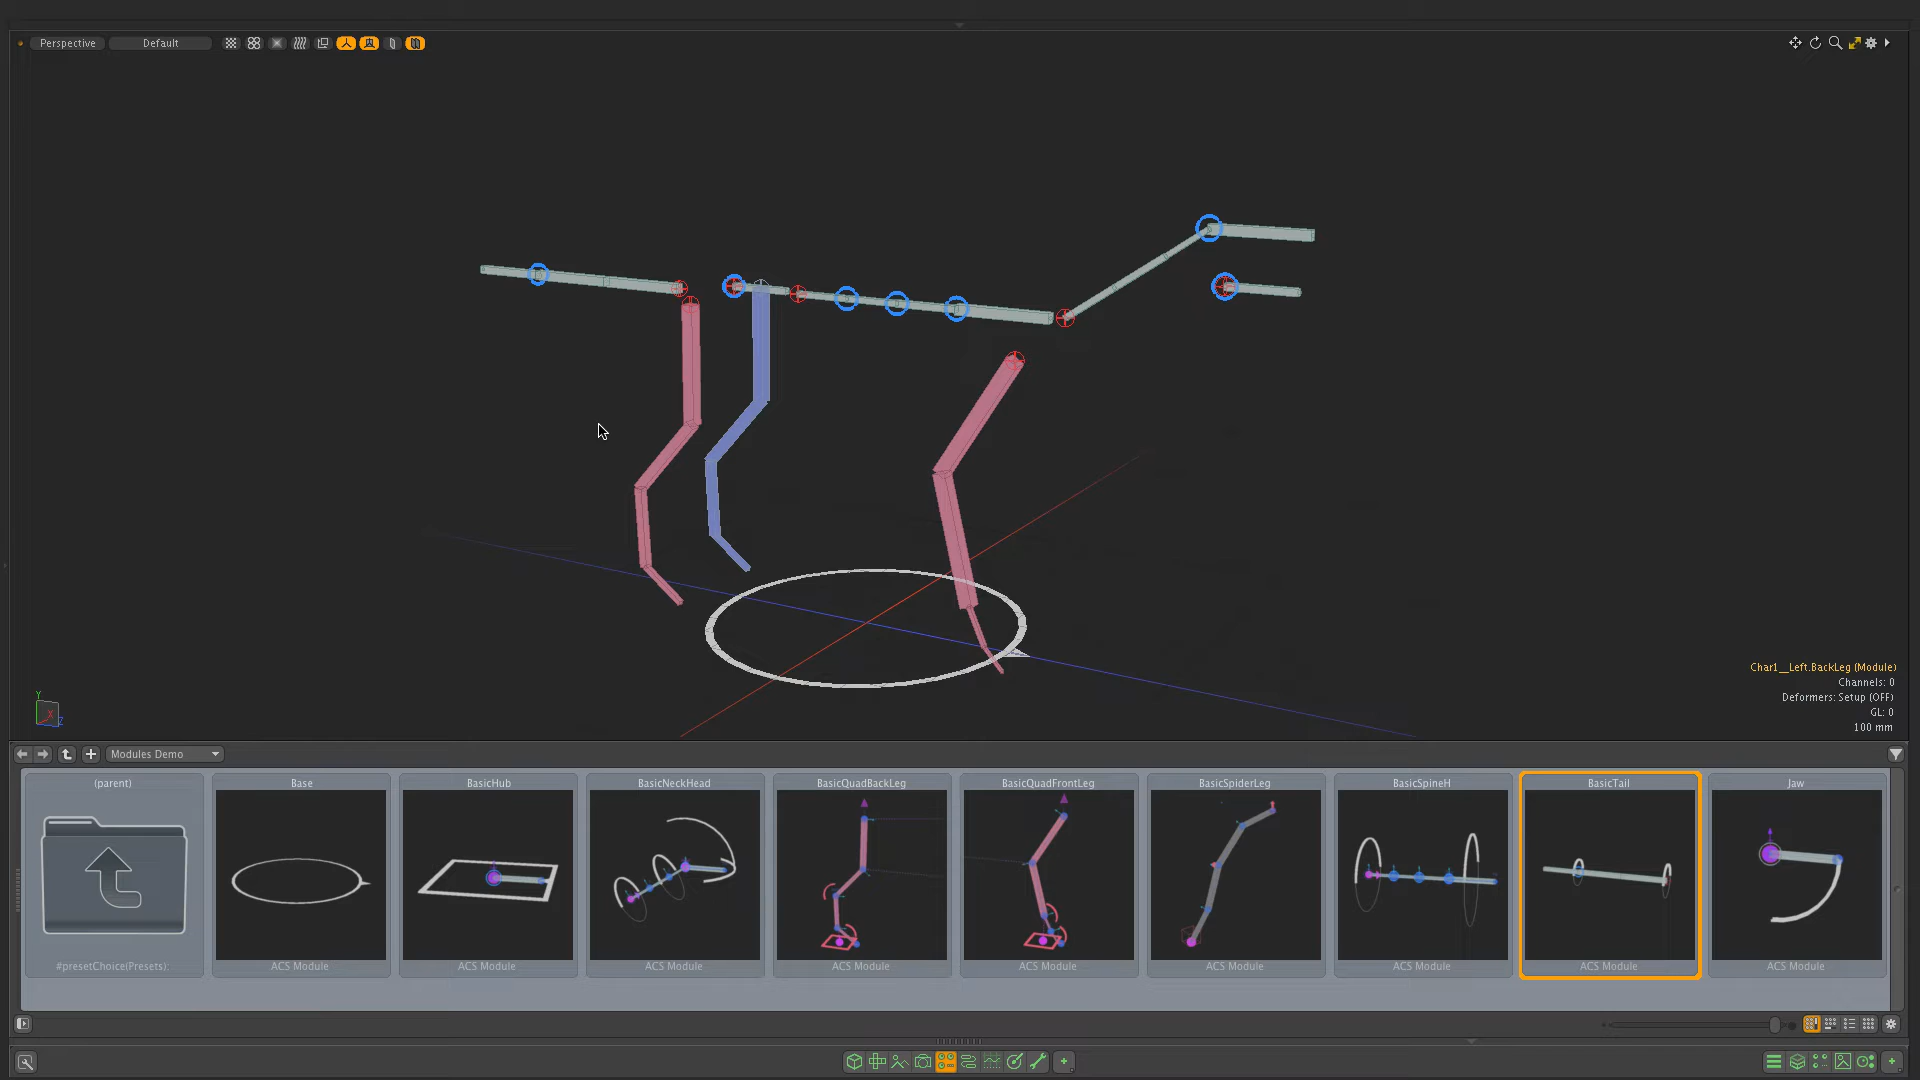 Perspective
Default
Char1__Left.BackLeg (Module)
Channels: 0
Deformers: Setup (OFF)
GL: 0
100 mm
Y
X
Z
Modules Demo
(parent)
Base
BasicHub
BasicNeckHead
BasicQuadBackLeg
BasicQuadFrontLeg
BasicSpiderLeg
BasicSpineH
BasicTail
Jaw
#presetChoice(Presets):
ACS Module
ACS Module
ACS Module
ACS Module
ACS Module
ACS Module
ACS Module
ACS Module
ACS Module